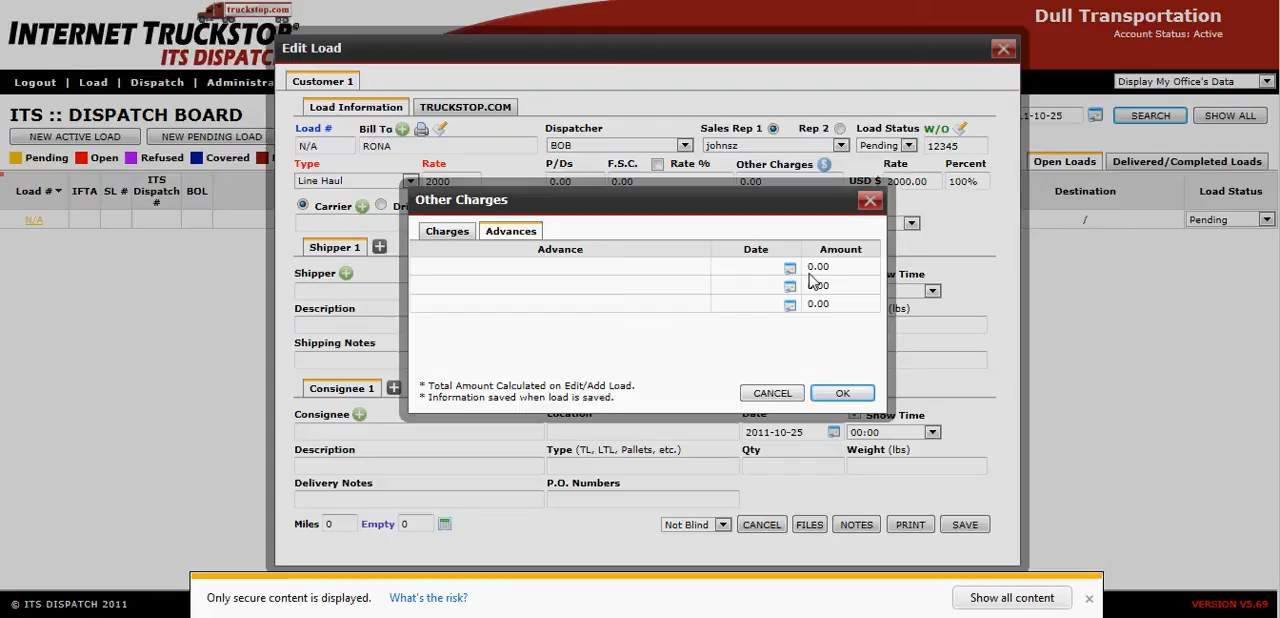 truckstop.com
INTERNET TRUCKSTOP®
ITS DISPATC
Dull Transportation
Account Status: Active
Logout | Load | Dispatch | Administra
Display My Office's Data
ITS :: DISPATCH BOARD
NEW ACTIVE LOAD NEW PENDING LOAD
1-10-25 SEARCH SHOW ALL
Pending Open Refused Covered
Open Loads Delivered/Completed Loads
Load # IFTA SL # ITS Dispatch # BOL
Destination Load Status
N/A
/ Pending
Edit Load
Customer 1
Load Information TRUCKSTOP.COM
Load # Bill To Dispatcher Sales Rep 1 Rep 2 Load Status W/O
N/A RONA BOB johnsz Pending 12345
Type Rate P/Ds F.S.C. Rate % Other Charges $ Rate Percent
Line Haul 2000 0.00 0.00 0.00 USD $ 2000.00 100%
Carrier Dri
Shipper 1
Shipper
w Time
Description
(lbs)
Shipping Notes
Other Charges
Charges Advances
Advance Date Amount
0.00
.00
0.00
* Total Amount Calculated on Edit/Add Load.
* Information saved when load is saved.
CANCEL OK
Consignee 1
Consignee Location Date Show Time
2011-10-25 00:00
Description Type (TL, LTL, Pallets, etc.) Qty Weight (lbs)
Delivery Notes P.O. Numbers
Miles 0 Empty 0 Not Blind CANCEL FILES NOTES PRINT SAVE
Only secure content is displayed. What's the risk? Show all content
© ITS DISPATCH 2011
VERSION V5.69